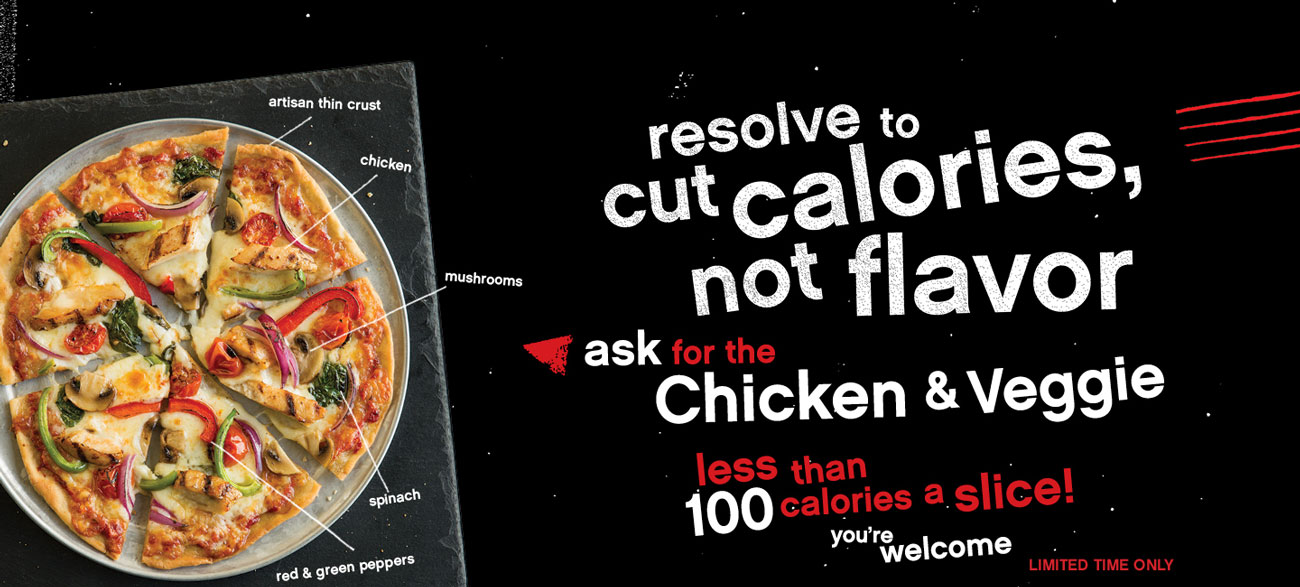 artisan thin crust
chicken
mushrooms
spinach
red & green peppers
resolve to
cut calories,
not flavor
ask for the
Chicken & Veggie
less than
100 calories a slice!
you're
welcome
LIMITED TIME ONLY